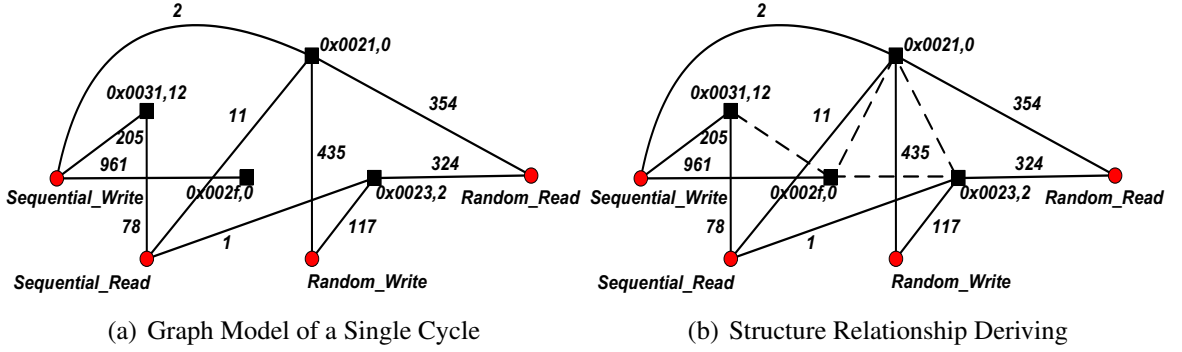 2
0x0021,0
0x0031,12
11
354
205
961
435
324
Sequential_Write
0x002f,0
0x0023,2
Random_Read
78
1
117
Sequential_Read
Random_Write
(a) Graph Model of a Single Cycle
2
0x0021,0
0x0031,12
11
354
205
961
435
324
Sequential_Write
0x002f,0
0x0023,2
Random_Read
78
1
117
Sequential_Read
Random_Write
(b) Structure Relationship Deriving